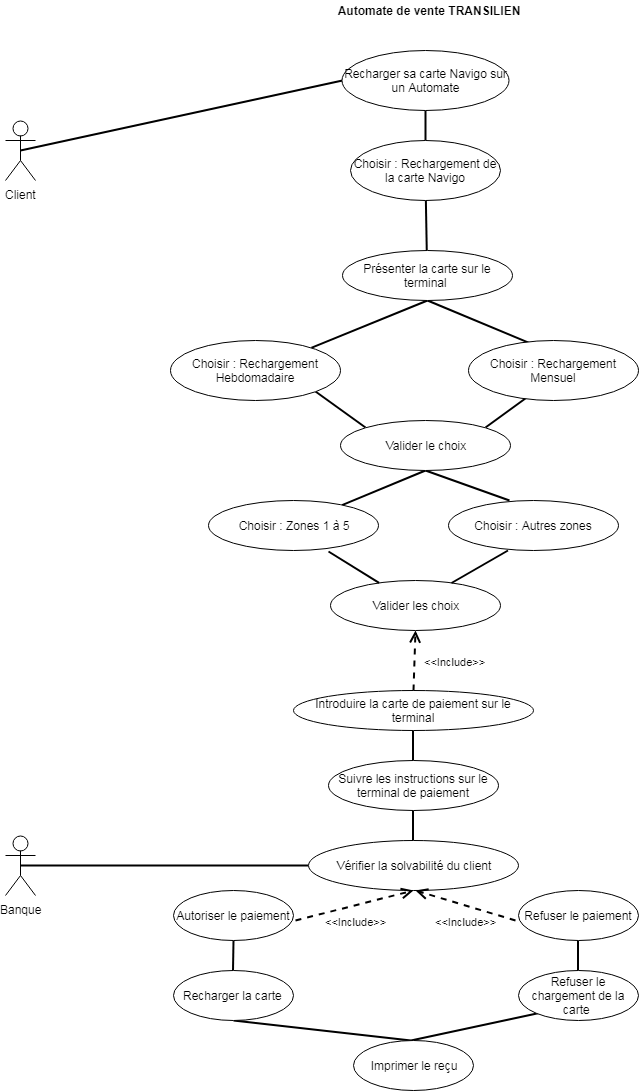 Automate de vente TRANSILIEN
Recharger sa carte Navigo sur
un Automate
Client
Choisir : Rechargement de
la carte Navigo
Présenter la carte sur le
terminal
Choisir : Rechargement
Hebdomadaire
Choisir : Rechargement
Mensuel
Valider le choix
Choisir : Zones 1 à 5
Choisir : Autres zones
Valider les choix
<<Include>>
Introduire la carte de paiement sur le
terminal
Suivre les instructions sur le
terminal de paiement
Banque
Vérifier la solvabilité du client
Autoriser le paiement
<<Include>>
<<Include>>
Refuser le paiement
Recharger la carte
Refuser le
chargement de la
carte
Imprimer le reçu